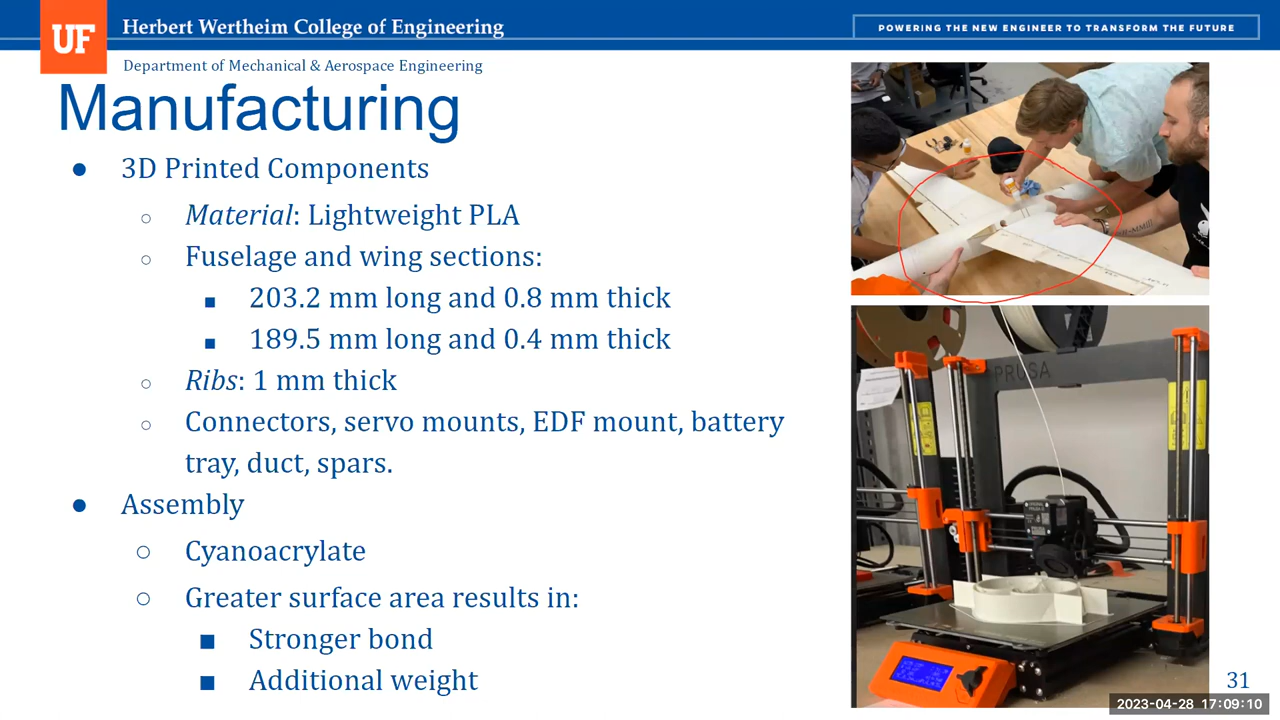 UF
Herbert Wertheim College of Engineering
POWERING THE NEW ENGINEER TO TRANSFORM THE FUTURE
Department of Mechanical & Aerospace Engineering
Manufacturing
● 3D Printed Components
○ Material: Lightweight PLA
○ Fuselage and wing sections:
■ 203.2 mm long and 0.8 mm thick
■ 189.5 mm long and 0.4 mm thick
○ Ribs: 1 mm thick
○ Connectors, servo mounts, EDF mount, battery
tray, duct, spars.
● Assembly
○ Cyanoacrylate
○ Greater surface area results in:
■ Stronger bond
■ Additional weight
PRUSA
31
2023-04-28 17:09:10